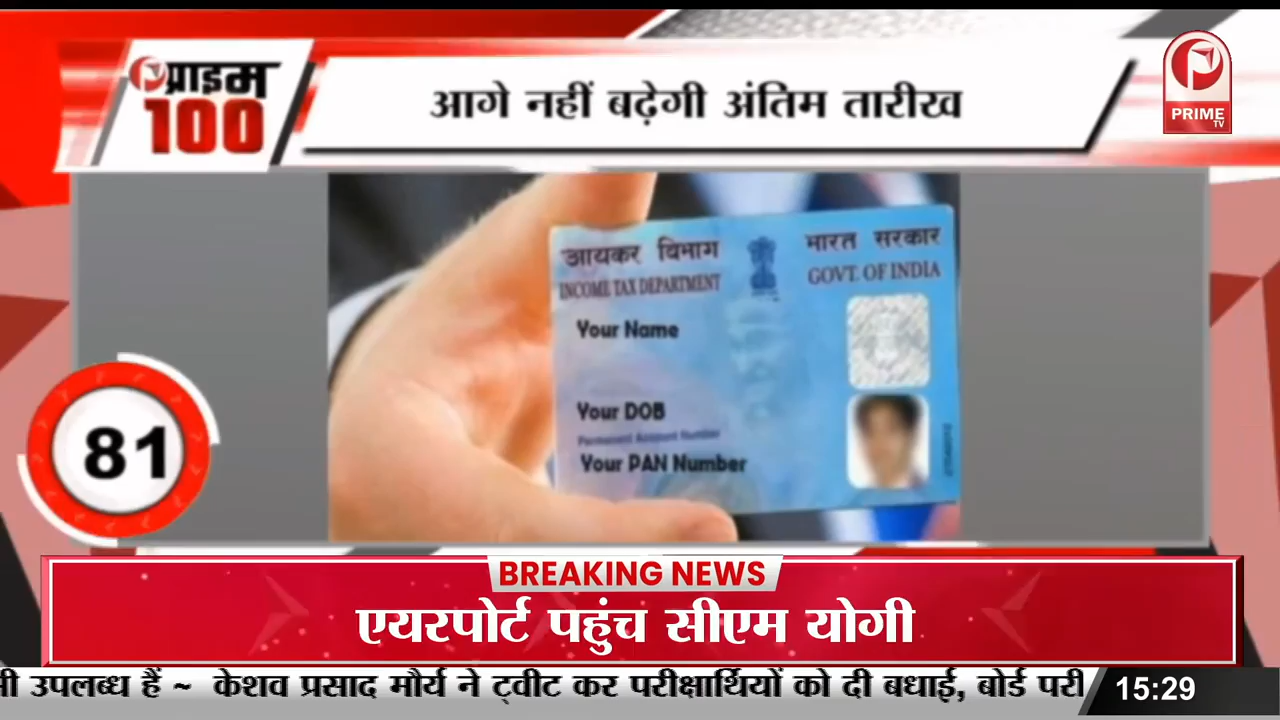 प्राइम
100
आगे नहीं बढ़ेगी अंतिम तारीख
PRIME
TV
आयकर विभाग
भारत सरकार
INCOME TAX DEPARTMENT
GOVT. OF INDIA
Your Name
Your DOB
Permanent Account Number
Your PAN Number
81
BREAKING NEWS
एयरपोर्ट पहुंच सीएम योगी
उपलब्ध हैं ~ केशव प्रसाद मौर्य ने ट्वीट कर परीक्षार्थियों को दी बधाई, बोर्ड परी
15:29